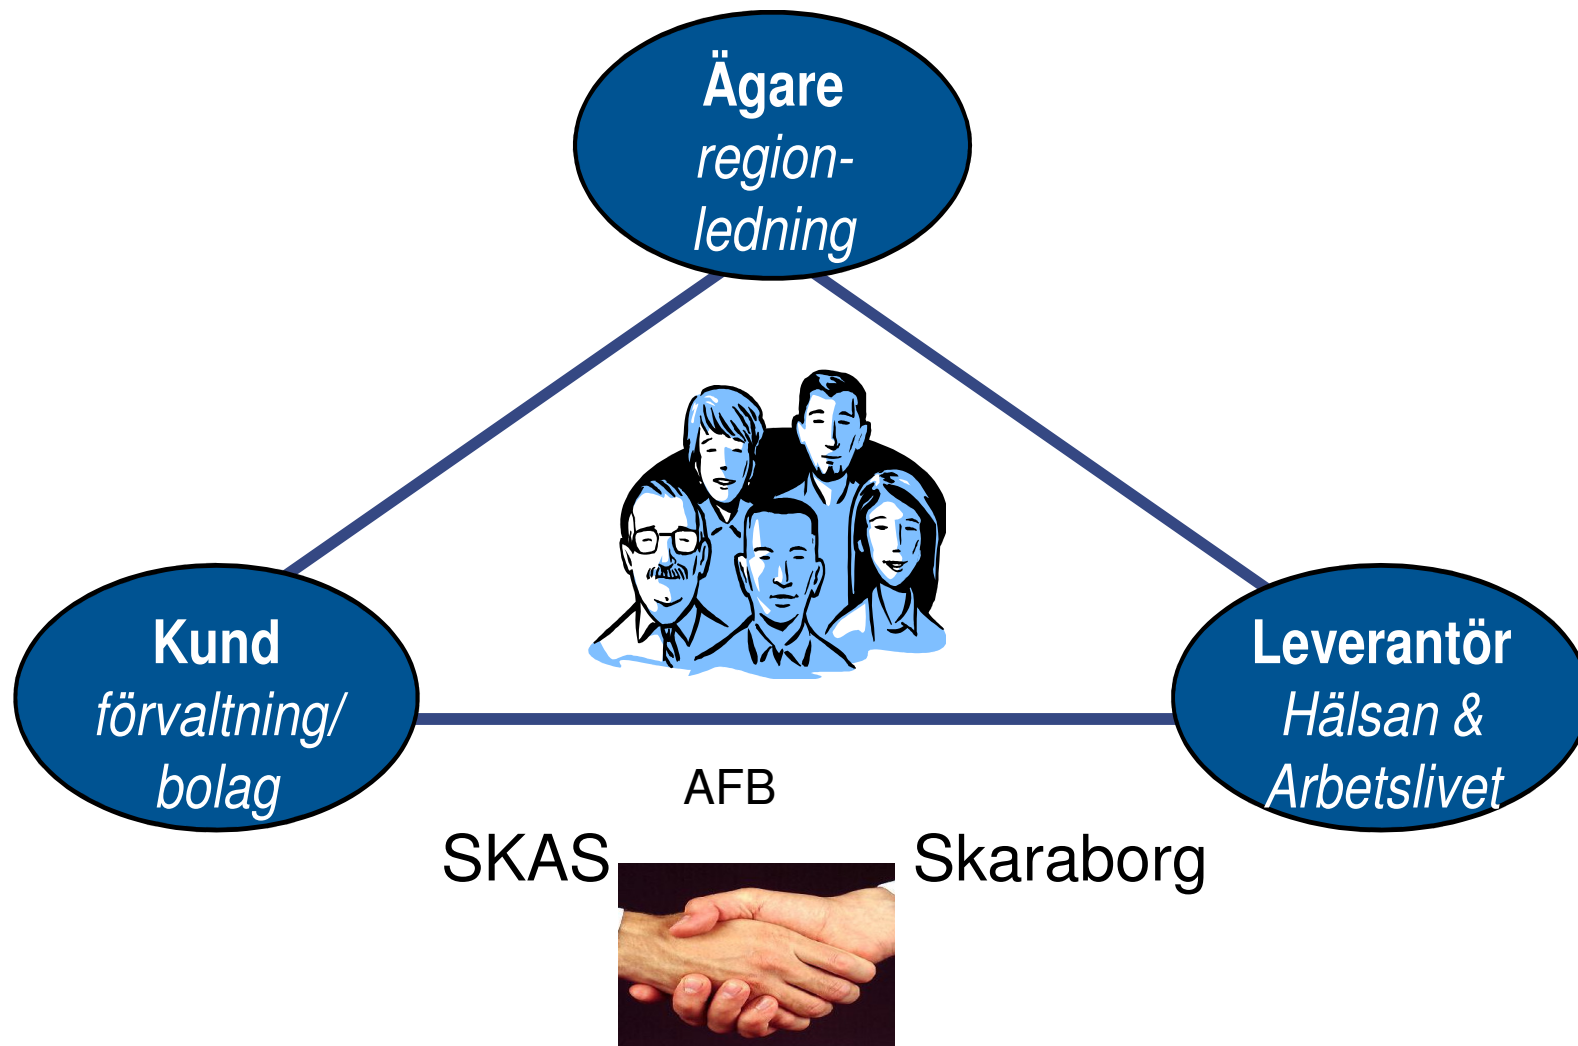 Ägare
region-
ledning
Kund
förvaltning/
bolag
Leverantör
Hälsan &
Arbetslivet
AFB
SKAS
Skaraborg